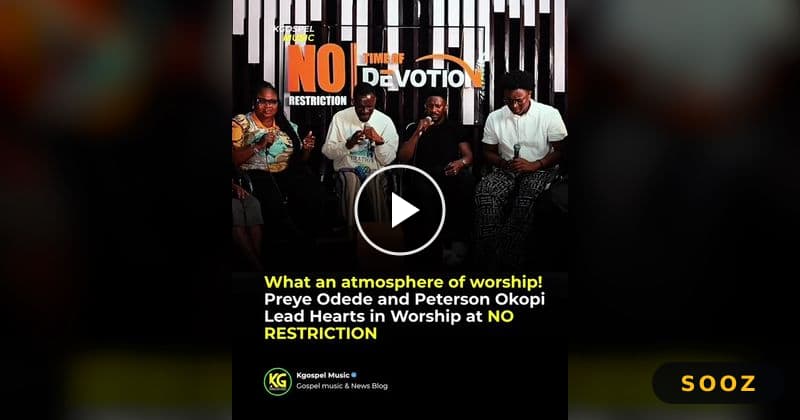 KGOSPEL
MUSIC
NO
RESTRICTION
TIME OF
DEVOTION
What an atmosphere of worship!
Preye Odede and Peterson Okopi
Lead Hearts in Worship at NO
RESTRICTION
KG
Kgospel Music
Gospel music & News Blog
SOOZ